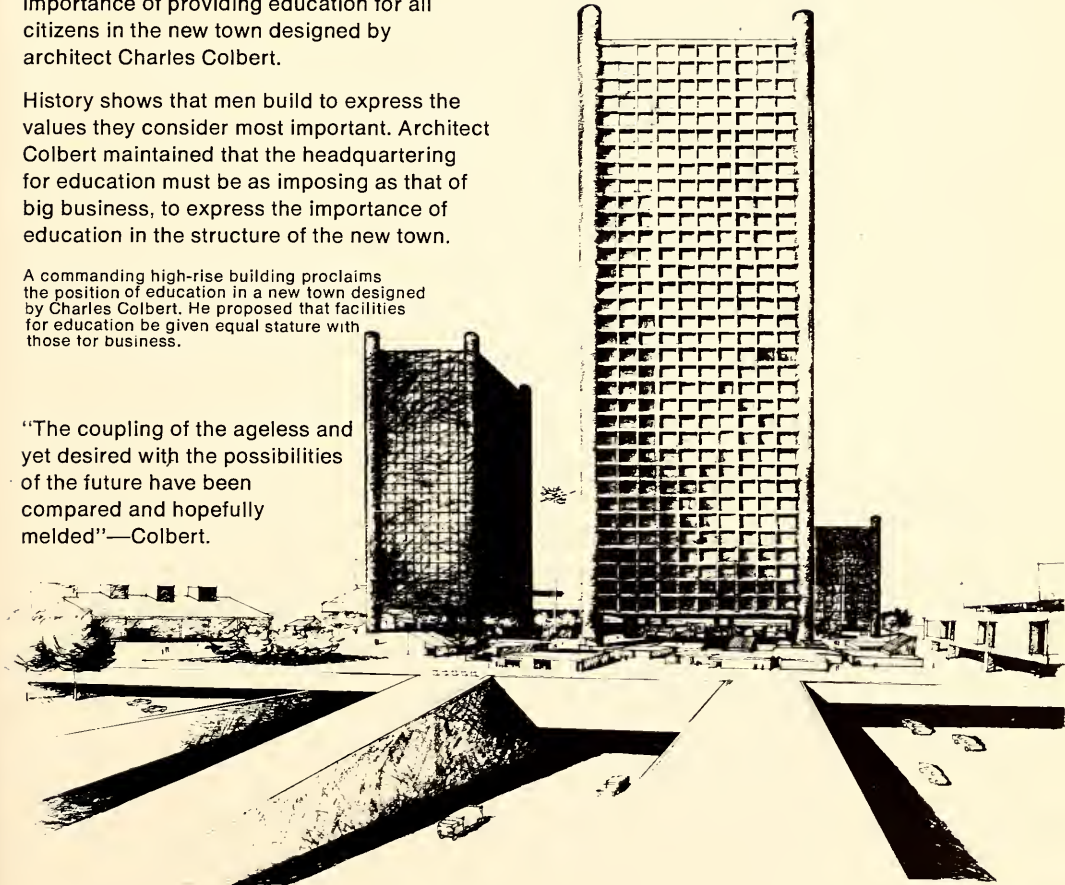 importance of providing education for all
citizens in the new town designed by
architect Charles Colbert.
History shows that men build to express the
values they consider most important. Architect
Colbert maintained that the headquartering
for education must be as imposing as that of
big business, to express the importance of
education in the structure of the new town.
A commanding high-rise building proclaims
the position of education in a new town designed
by Charles Colbert. He proposed that facilities
for education be given equal stature with
those for business.
"The coupling of the ageless and
yet desired with the possibilities
of the future have been
compared and hopefully
melded"—Colbert.